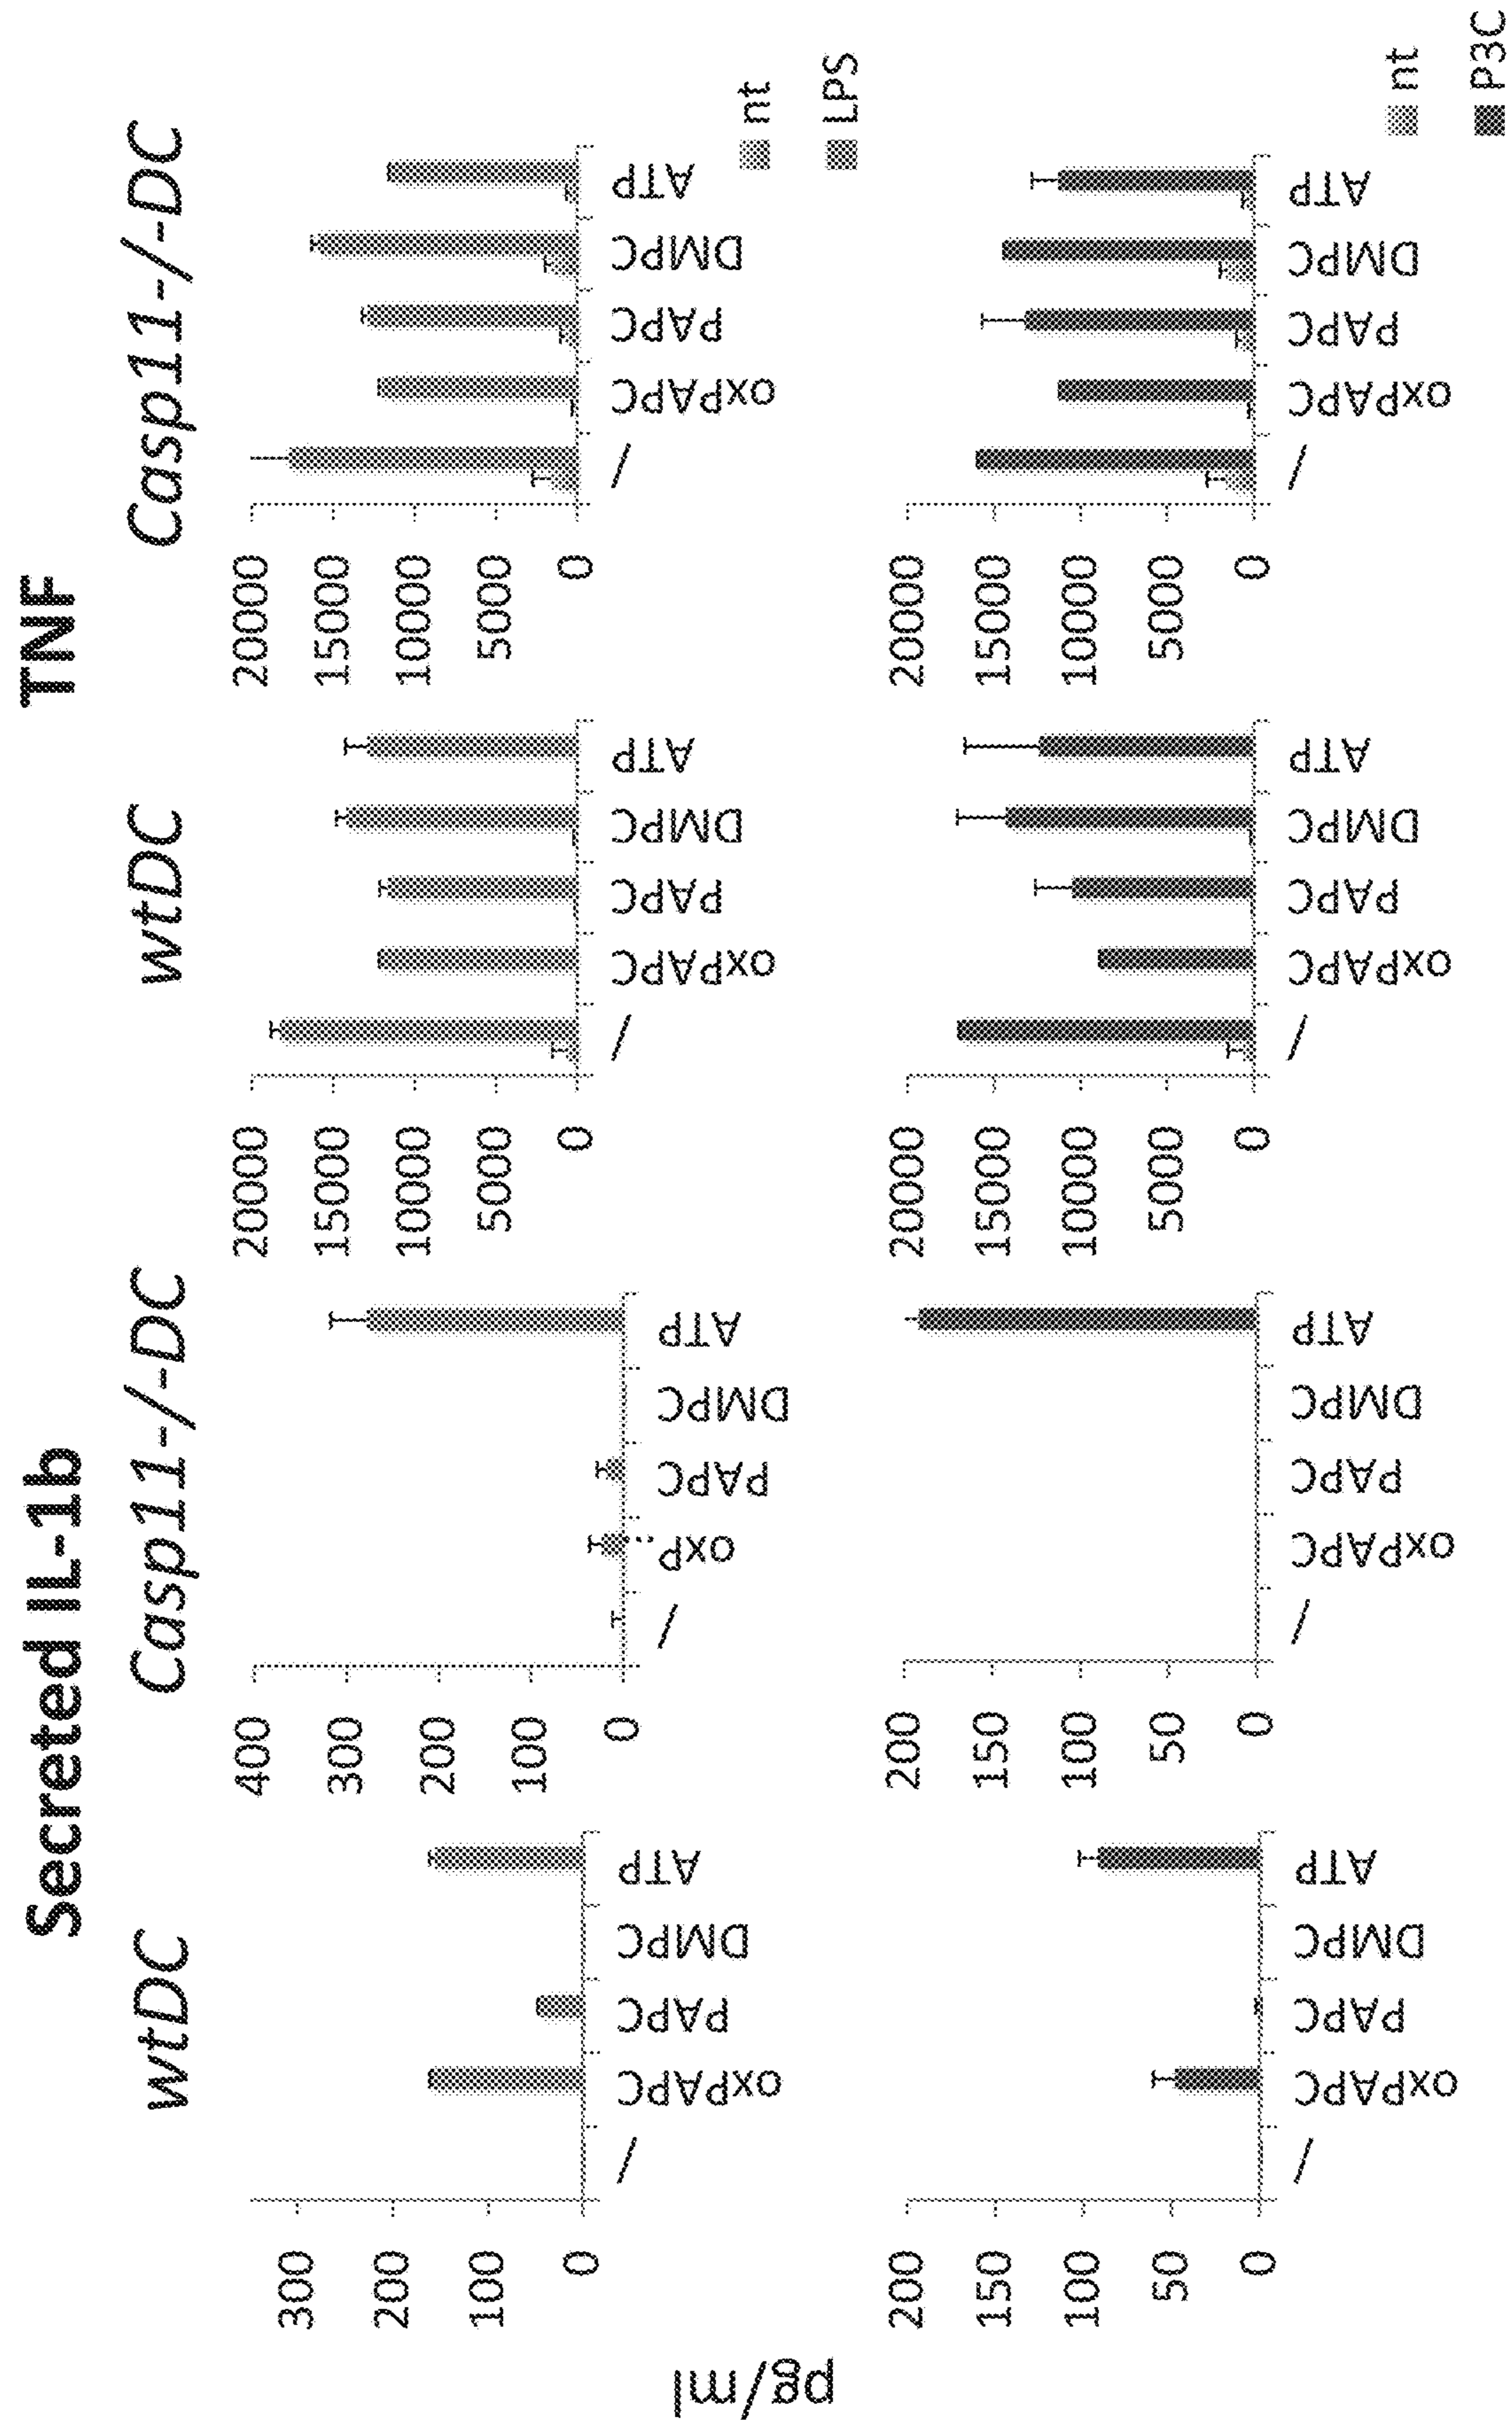 Secreted IL-1b
TNF
wtDC
Casp11-/-DC
wtDC
Casp11-/-DC
pg/ml
300
200
100
0
/
oxPAPC
PAPC
DMPC
ATP
400
300
200
100
0
/
oxP...
PAPC
DMPC
ATP
20000
15000
10000
5000
0
/
oxPAPC
PAPC
DMPC
ATP
20000
15000
10000
5000
0
/
oxPAPC
PAPC
DMPC
ATP
nt
LPS
200
150
100
50
0
/
oxPAPC
PAPC
DMPC
ATP
200
150
100
50
0
/
oxPAPC
PAPC
DMPC
ATP
20000
15000
10000
5000
0
/
oxPAPC
PAPC
DMPC
ATP
20000
15000
10000
5000
0
/
oxPAPC
PAPC
DMPC
ATP
nt
P3C